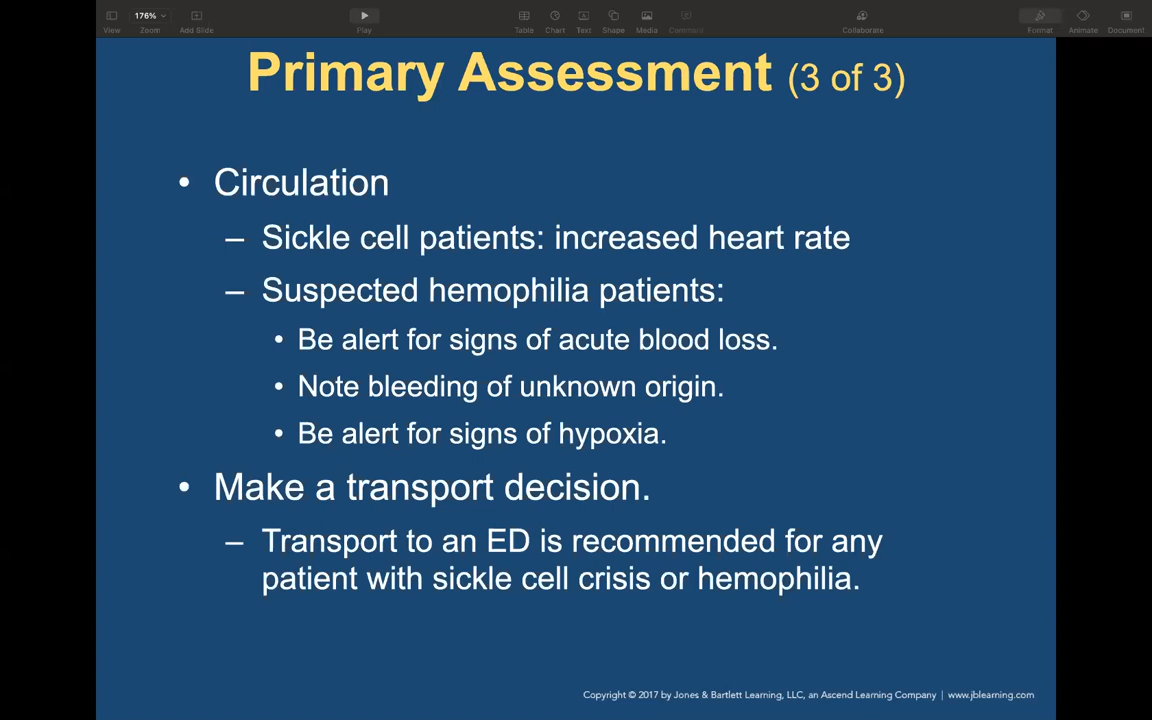 176%
View
Zoom
Add Slide
Play
Table
Chart
Text
Shape
Media
Comment
Collaborate
Format
Animate
Document
Primary Assessment (3 of 3)
• Circulation
– Sickle cell patients: increased heart rate
– Suspected hemophilia patients:
• Be alert for signs of acute blood loss.
• Note bleeding of unknown origin.
• Be alert for signs of hypoxia.
• Make a transport decision.
– Transport to an ED is recommended for any
patient with sickle cell crisis or hemophilia.
Copyright © 2017 by Jones & Bartlett Learning, LLC, an Ascend Learning Company | www.jblearning.com